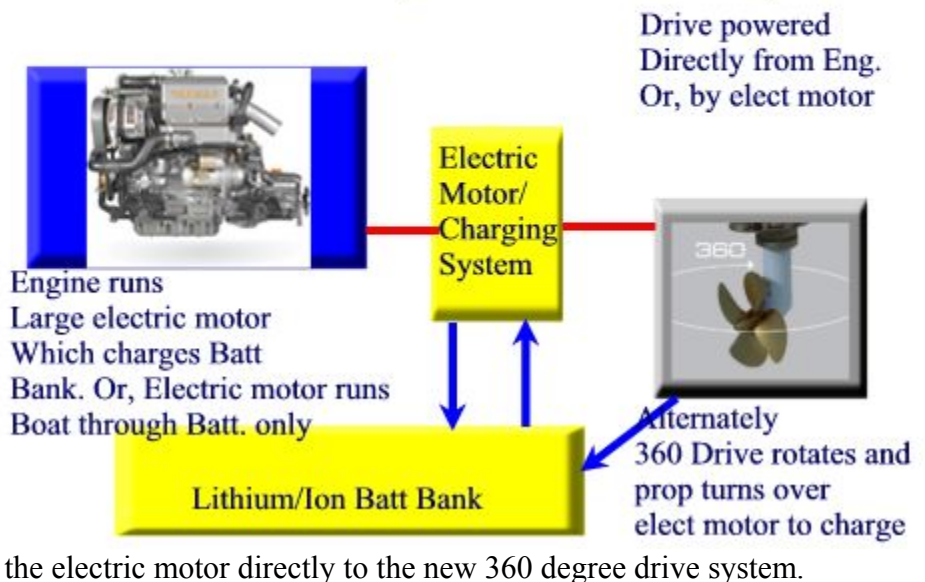 Drive powered
Directly from Eng.
Or, by elect motor
YANMAR
Electric
Motor/
Charging
System
360
Engine runs
Large electric motor
Which charges Batt
Bank. Or, Electric motor runs
Boat through Batt. only
Lithium/Ion Batt Bank
Alternately
360 Drive rotates and
prop turns over
elect motor to charge
the electric motor directly to the new 360 degree drive system.